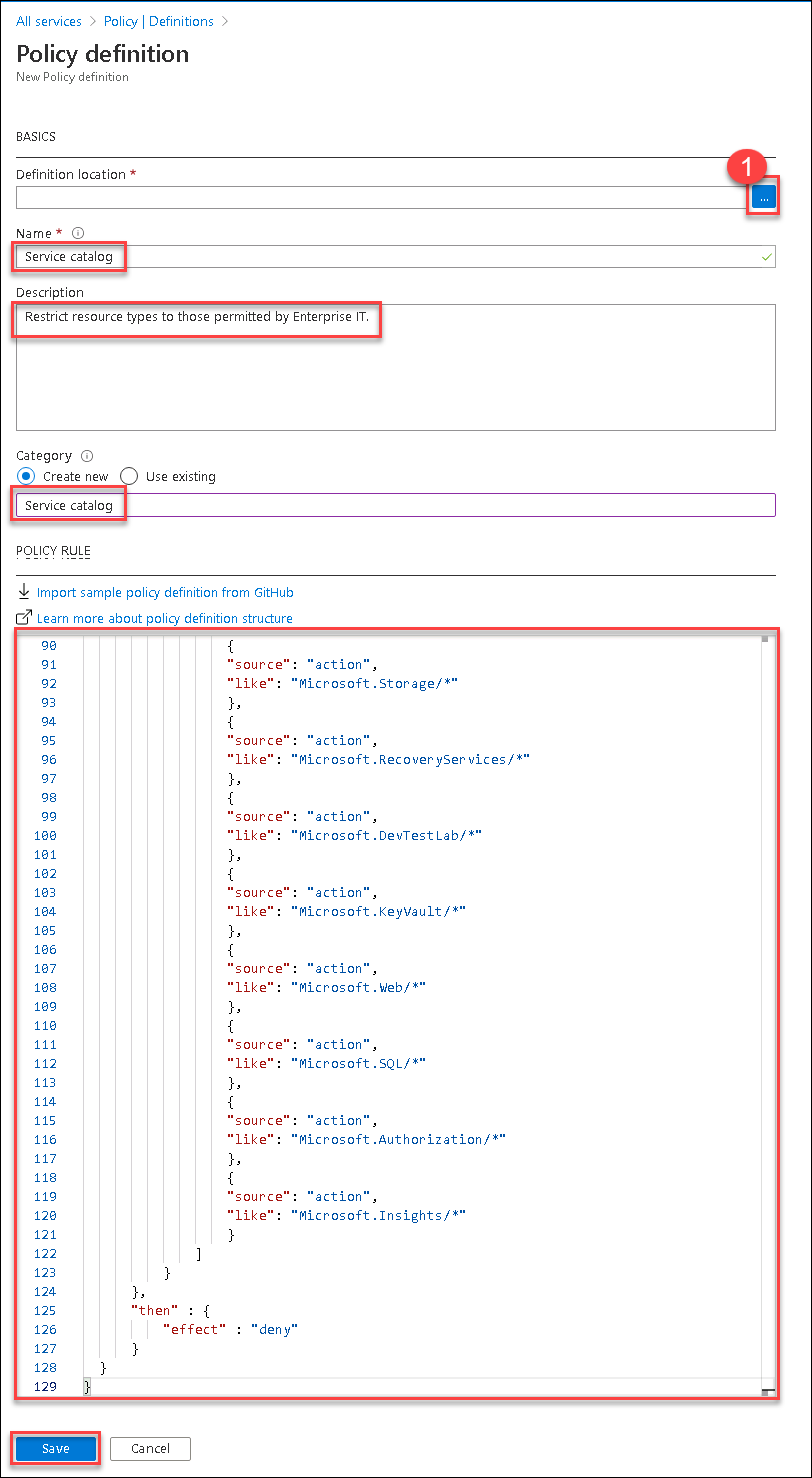 All services > Policy | Definitions >
Policy definition
New Policy definition
BASICS
Definition location *
1
...
Name *
Service catalog
Description
Restrict resource types to those permitted by Enterprise IT.
Category
Create new Use existing
Service catalog
POLICY RULE
Import sample policy definition from GitHub
Learn more about policy definition structure
90 {
91 "source": "action",
92 "like": "Microsoft.Storage/*"
93 },
94 {
95 "source": "action",
96 "like": "Microsoft.RecoveryServices/*"
97 },
98 {
99 "source": "action",
100 "like": "Microsoft.DevTestLab/*"
101 },
102 {
103 "source": "action",
104 "like": "Microsoft.KeyVault/*"
105 },
106 {
107 "source": "action",
108 "like": "Microsoft.Web/*"
109 },
110 {
111 "source": "action",
112 "like": "Microsoft.SQL/*"
113 },
114 {
115 "source": "action",
116 "like": "Microsoft.Authorization/*"
117 },
118 {
119 "source": "action",
120 "like": "Microsoft.Insights/*"
121 }
122 ]
123 }
124 },
125 "then" : {
126 "effect" : "deny"
127 }
128 }
129 }
Save Cancel